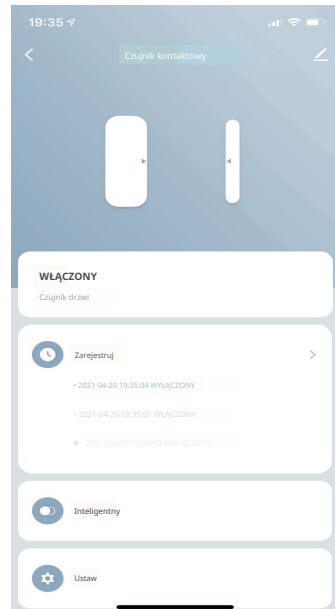 19:35
Czujnik kontaktowy
WŁĄCZONY
Czujnik drzwi
Zarejestruj
• 2021-04-20 19:35:04 WYŁĄCZONY
• 2021-04-20 19:35:01 WYŁĄCZONY
• 2021-04-20 19:35:00 WYŁĄCZONY
Inteligentny
Ustaw